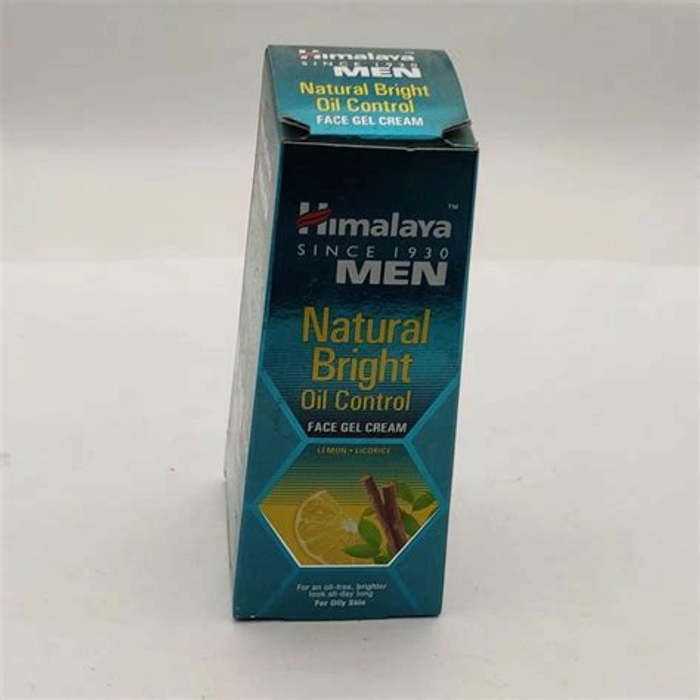 Himalaya
SINCE 1930
MEN
Natural Bright
Oil Control
FACE GEL CREAM
Himalaya™
SINCE 1930
MEN
Natural
Bright
Oil Control
FACE GEL CREAM
LEMON • LICORICE
For an oil-free, brighter
look all-day long
For Oily Skin